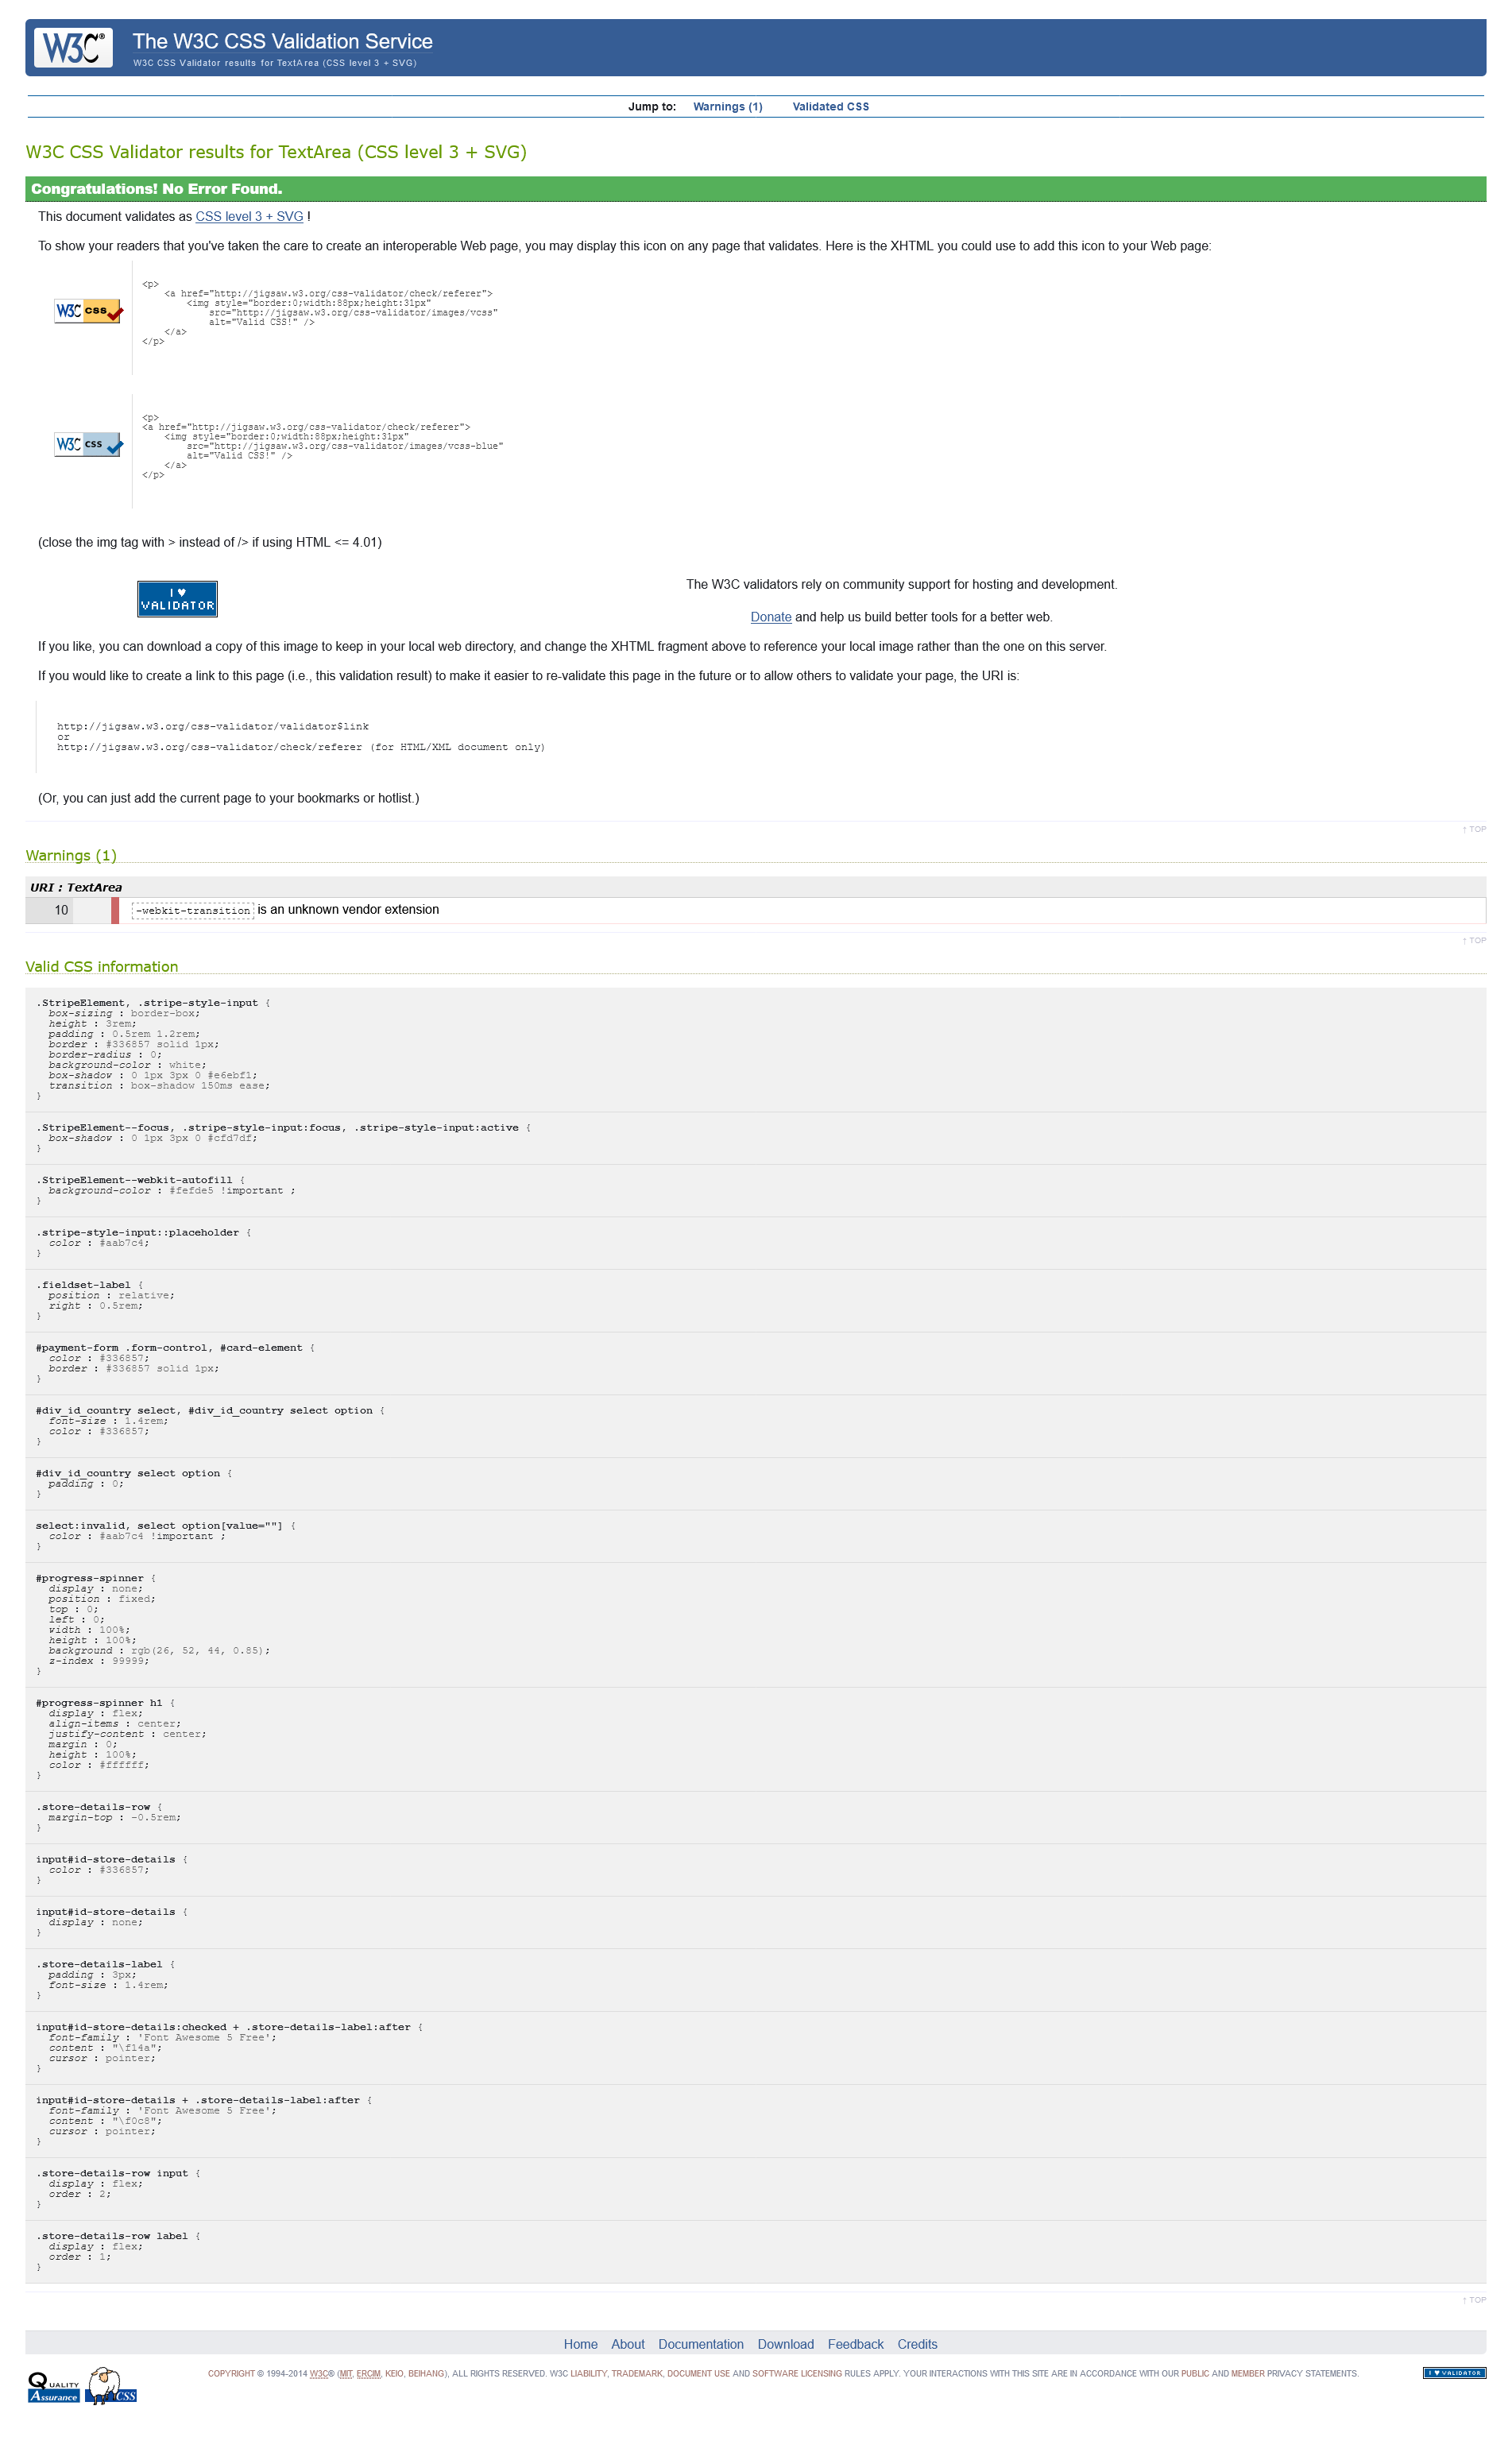 W3C®
The W3C CSS Validation Service
W3C CSS Validator results for TextArea (CSS level 3 + SVG)
Jump to: Warnings (1) Validated CSS
W3C CSS Validator results for TextArea (CSS level 3 + SVG)
Congratulations! No Error Found.
This document validates as CSS level 3 + SVG !
To show your readers that you've taken the care to create an interoperable Web page, you may display this icon on any page that validates. Here is the XHTML you could use to add this icon to your Web page:
W3C css
<p>
<a href="http://jigsaw.w3.org/css-validator/check/referer">
<img style="border:0;width:88px;height:31px"
src="http://jigsaw.w3.org/css-validator/images/vcss"
alt="Valid CSS!" />
</a>
</p>
W3C css
<p>
<a href="http://jigsaw.w3.org/css-validator/check/referer">
<img style="border:0;width:88px;height:31px"
src="http://jigsaw.w3.org/css-validator/images/vcss-blue"
alt="Valid CSS!" />
</a>
</p>
(close the img tag with > instead of /> if using HTML <= 4.01)
I ♥
VALIDATOR
The W3C validators rely on community support for hosting and development.
Donate and help us build better tools for a better web.
If you like, you can download a copy of this image to keep in your local web directory, and change the XHTML fragment above to reference your local image rather than the one on this server.
If you would like to create a link to this page (i.e., this validation result) to make it easier to re-validate this page in the future or to allow others to validate your page, the URI is:
http://jigsaw.w3.org/css-validator/validator$link
or
http://jigsaw.w3.org/css-validator/check/referer (for HTML/XML document only)
(Or, you can just add the current page to your bookmarks or hotlist.)
↑ TOP
Warnings (1)
URI : TextArea
10 -webkit-transition is an unknown vendor extension
↑ TOP
Valid CSS information
.StripeElement, .stripe-style-input {
box-sizing : border-box;
height : 3rem;
padding : 0.5rem 1.2rem;
border : #336857 solid 1px;
border-radius : 0;
background-color : white;
box-shadow : 0 1px 3px 0 #e6ebf1;
transition : box-shadow 150ms ease;
}
.StripeElement--focus, .stripe-style-input:focus, .stripe-style-input:active {
box-shadow : 0 1px 3px 0 #cfd7df;
}
.StripeElement--webkit-autofill {
background-color : #fefde5 !important ;
}
.stripe-style-input::placeholder {
color : #aab7c4;
}
.fieldset-label {
position : relative;
right : 0.5rem;
}
#payment-form .form-control, #card-element {
color : #336857;
border : #336857 solid 1px;
}
#div_id_country select, #div_id_country select option {
font-size : 1.4rem;
color : #336857;
}
#div_id_country select option {
padding : 0;
}
select:invalid, select option[value=""] {
color : #aab7c4 !important ;
}
#progress-spinner {
display : none;
position : fixed;
top : 0;
left : 0;
width : 100%;
height : 100%;
background : rgb(26, 52, 44, 0.85);
z-index : 99999;
}
#progress-spinner h1 {
display : flex;
align-items : center;
justify-content : center;
margin : 0;
height : 100%;
color : #ffffff;
}
.store-details-row {
margin-top : -0.5rem;
}
input#id-store-details {
color : #336857;
}
input#id-store-details {
display : none;
}
.store-details-label {
padding : 3px;
font-size : 1.4rem;
}
input#id-store-details:checked + .store-details-label:after {
font-family : 'Font Awesome 5 Free';
content : "\f14a";
cursor : pointer;
}
input#id-store-details + .store-details-label:after {
font-family : 'Font Awesome 5 Free';
content : "\f0c8";
cursor : pointer;
}
.store-details-row input {
display : flex;
order : 2;
}
.store-details-row label {
display : flex;
order : 1;
}
↑ TOP
Home About Documentation Download Feedback Credits
QUALITY
Assurance
CSS
COPYRIGHT © 1994-2014 W3C® (MIT, ERCIM, KEIO, BEIHANG), ALL RIGHTS RESERVED. W3C LIABILITY, TRADEMARK, DOCUMENT USE AND SOFTWARE LICENSING RULES APPLY. YOUR INTERACTIONS WITH THIS SITE ARE IN ACCORDANCE WITH OUR PUBLIC AND MEMBER PRIVACY STATEMENTS.
I ♥ VALIDATOR